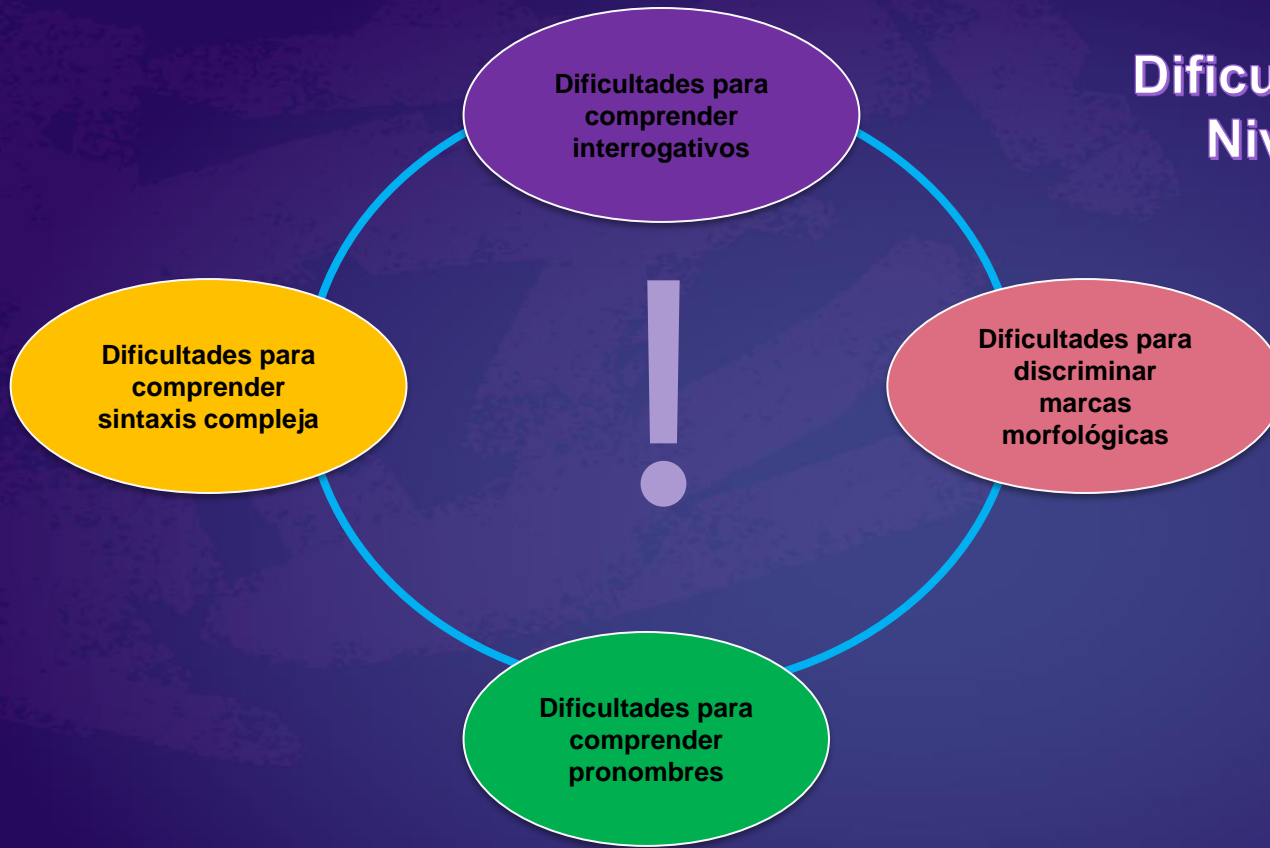 Dificultades para
comprender
interrogativos
Dificultades para
comprender
sintaxis compleja
!
Dificultades para
discriminar
marcas
morfológicas
Dificultades para
comprender
pronombres